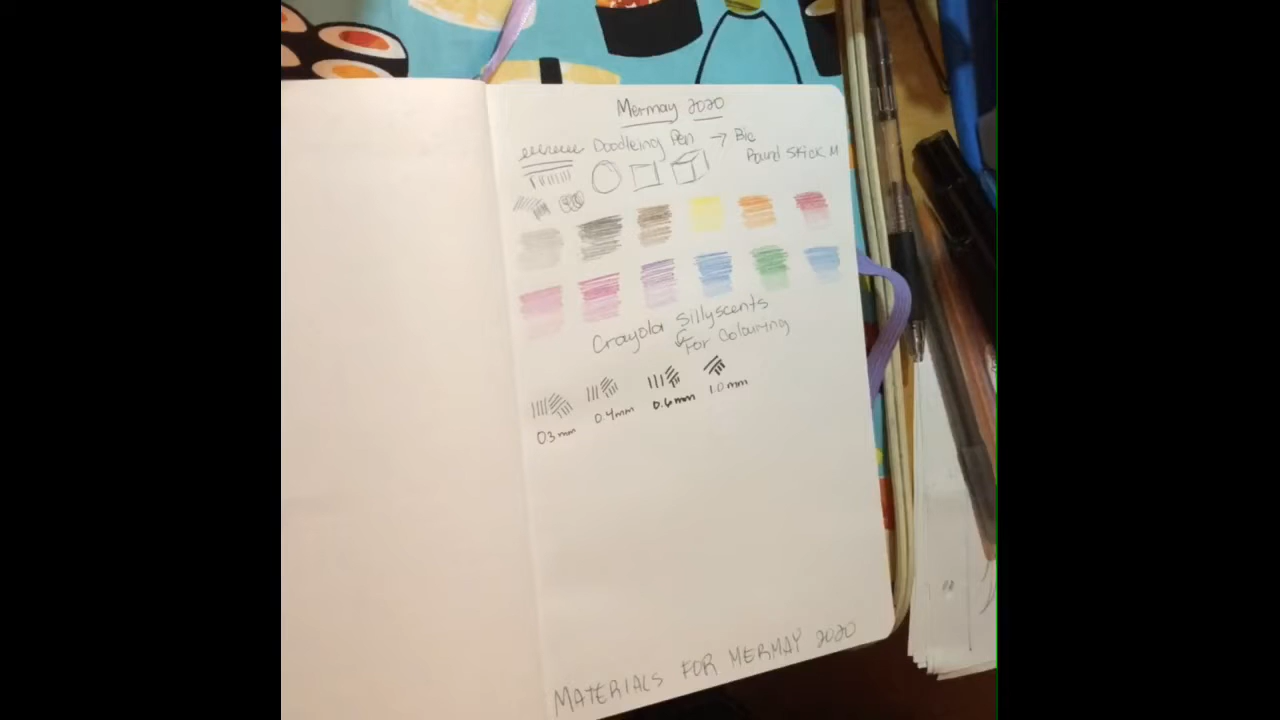 Mermay 2020
Doodleing Pen → Bic
Round Stick M
Crayola Sillyscents
For Colouring
0.3mm 0.4mm 0.6mm 1.0mm
MATERIALS FOR MERMAY 2020